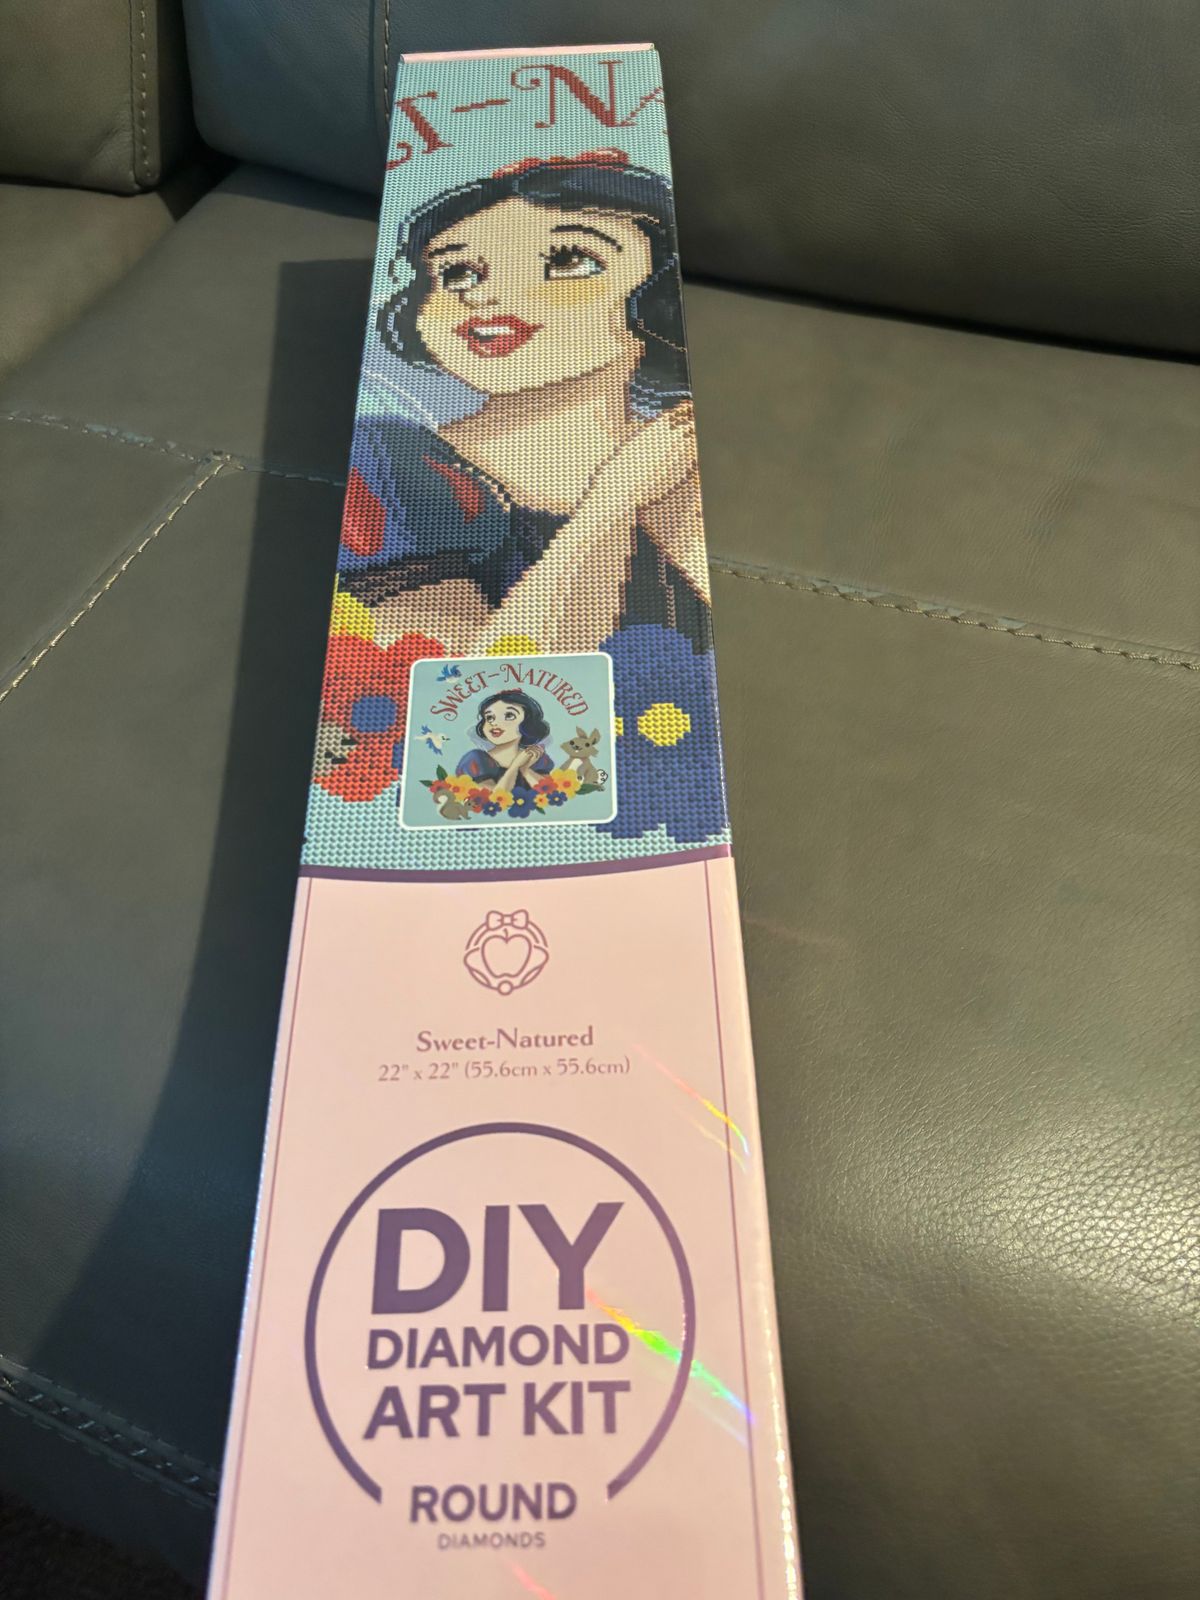 SWEET-NATURED
Sweet-Natured
22" x 22" (55.6cm x 55.6cm)
DIY
DIAMOND
ART KIT
ROUND
DIAMONDS